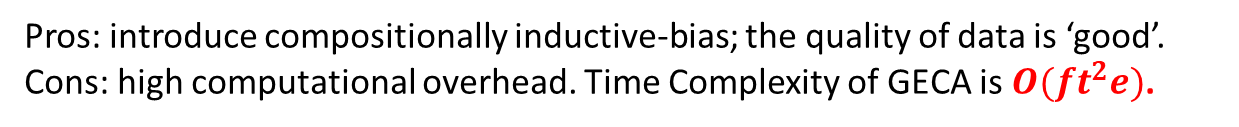 Pros: introduce compositionally inductive-bias; the quality of data is ‘good’.
Cons: high computational overhead. Time Complexity of GECA is O(ft²e).